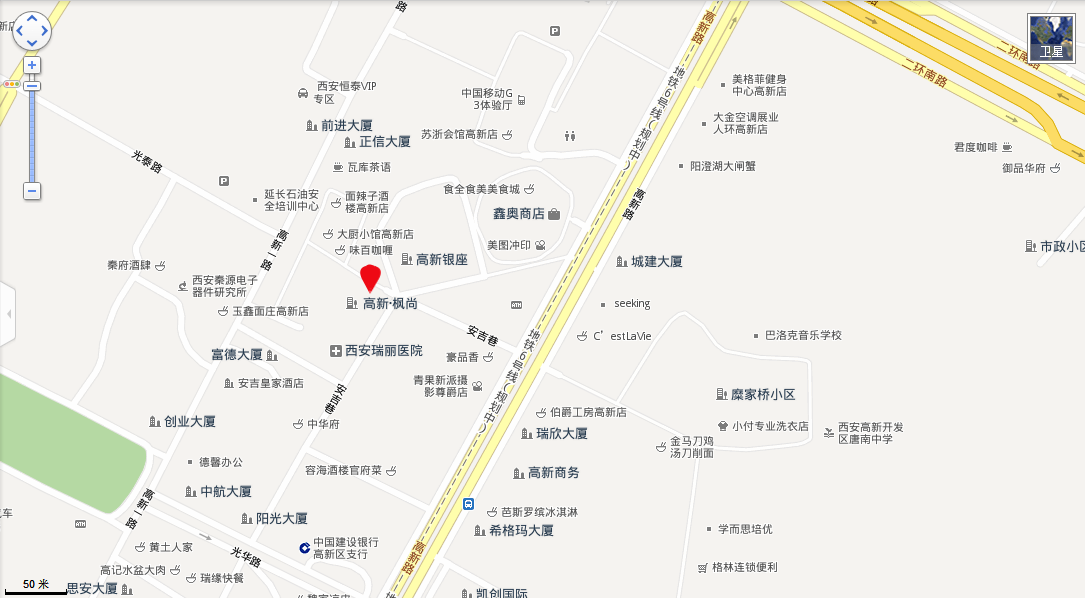 路
高新路
卫星
二环南路
二环南路
西安恒泰VIP
专区
中国移动G
3体验厅
地铁6号线(规划中)
美格菲健身
中心高新店
前进大厦
正信大厦
苏浙会馆高新店
大金空调展业
人环高新店
君度咖啡
御品华府
光泰路
瓦库茶语
阳澄湖大闸蟹
延长石油安
全培训中心
面辣子酒
楼高新店
食全食美美食城
高新路
鑫奥商店
高新一路
大厨小馆高新店
味百咖喱
美图冲印
高新银座
城建大厦
市政小区
秦府酒肆
西安秦源电子
器件研究所
高新·枫尚
seeking
玉鑫面庄高新店
安吉巷
C'estLaVie
巴洛克音乐学校
地铁6号线(规划中)
富德大厦
西安瑞丽医院
豪品香
安吉皇家酒店
安吉巷
青果新派摄
影尊爵店
糜家桥小区
创业大厦
中华府
伯爵工房高新店
小付专业洗衣店
瑞欣大厦
西安高新开发
区唐南中学
金马刀鸡
汤刀削面
德馨办公
容海酒楼官府菜
高新商务
中航大厦
高新一路
阳光大厦
芭斯罗缤冰淇淋
希格玛大厦
学而思培优
车
黄土人家
光华路
中国建设银行
高新区支行
高新路
高记水盆大肉
瑞缘快餐
格林连锁便利
50 米
思安大厦
凯创国际